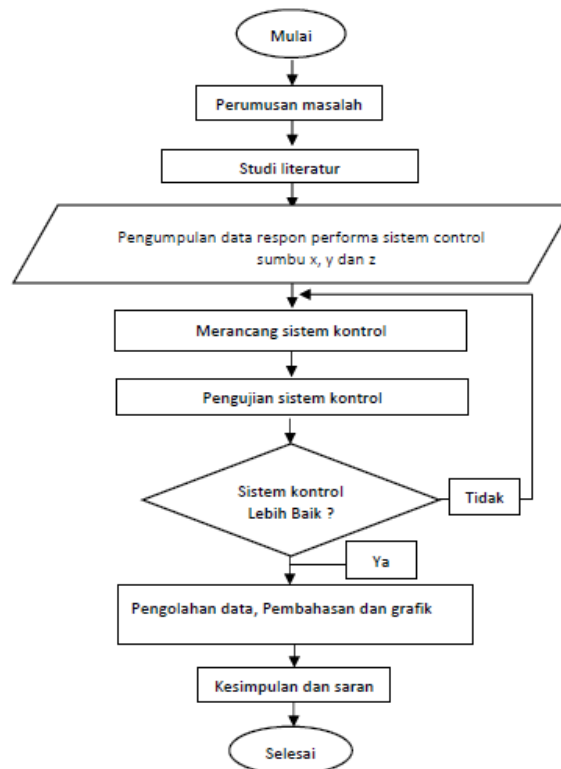 Mulai
Perumusan masalah
Studi literatur
Pengumpulan data respon performa sistem control
sumbu x, y dan z
Merancang sistem kontrol
Pengujian sistem kontrol
Sistem kontrol
Lebih Baik ?
Tidak
Ya
Pengolahan data, Pembahasan dan grafik
Kesimpulan dan saran
Selesai